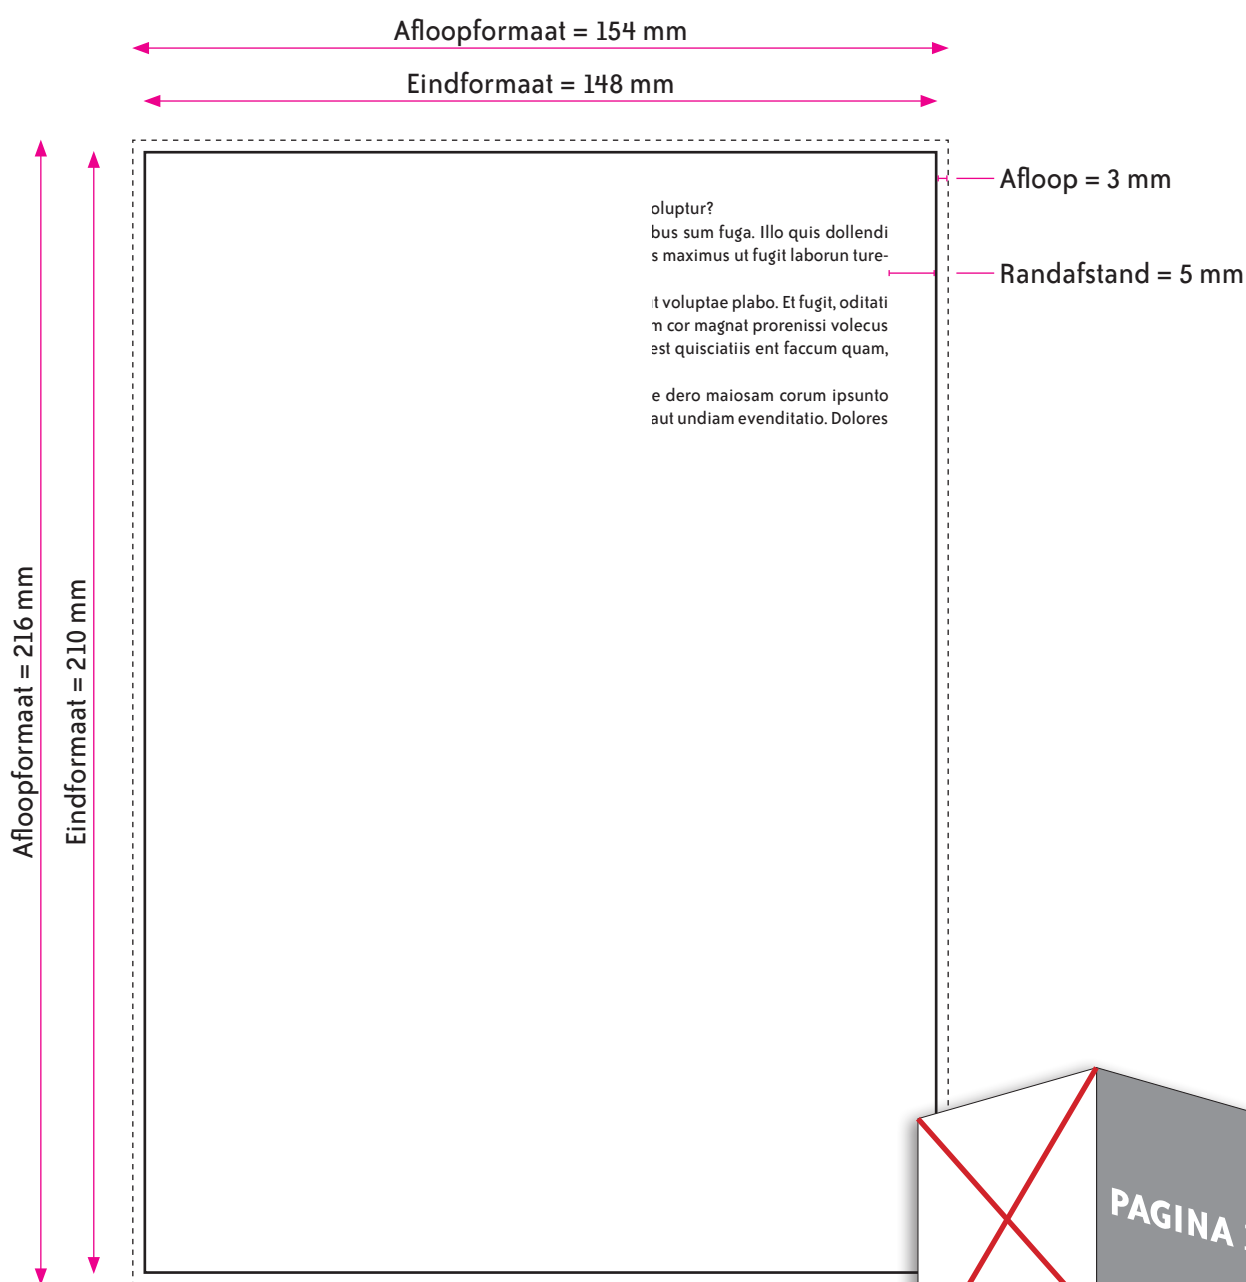 Afloopformaat = 154 mm
Eindformaat = 148 mm
Afloop = 3 mm
oluptur?
bus sum fuga. Illo quis dollendi
s maximus ut fugit laborun ture-
Randafstand = 5 mm
t voluptae plabo. Et fugit, oditati
m cor magnat prorenissi volecus
est quisciatiis ent faccum quam,
e dero maiosam corum ipsunto
aut undiam evenditatio. Dolores
Afloopformaat = 216 mm
Eindformaat = 210 mm
PAGINA